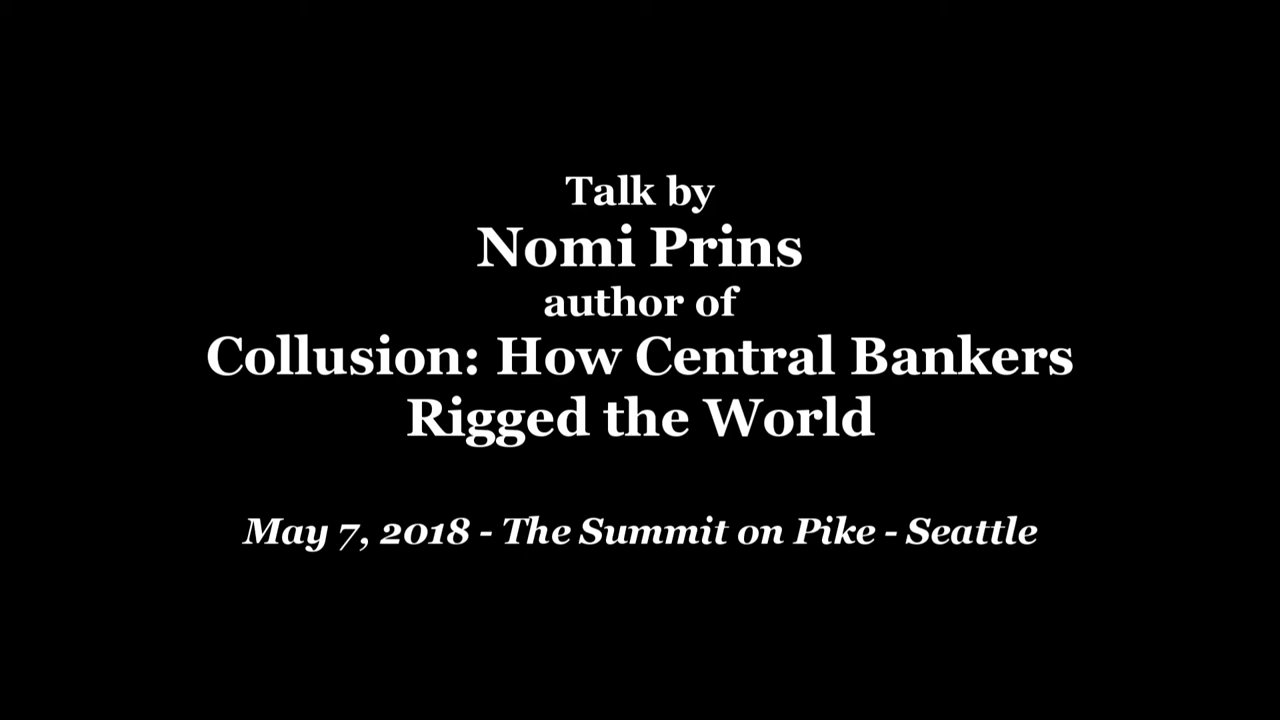 Talk by
Nomi Prins
author of
Collusion: How Central Bankers
Rigged the World
May 7, 2018 - The Summit on Pike - Seattle